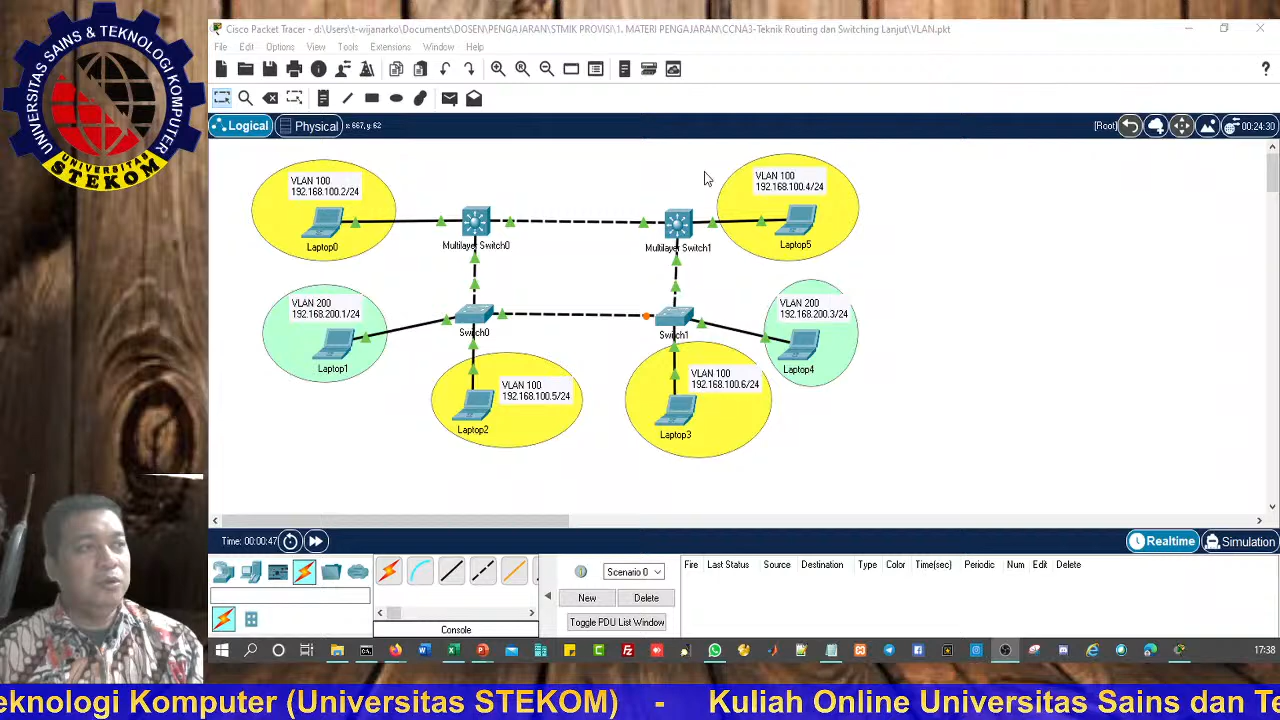 UNIVERSITAS SAINS & TEKNOLOGI KOMPUTER
UNIVERSITAS
STEKOM
Cisco Packet Tracer - d:\Users\t-wijanarko\Documents\DOSEN\PENGAJARAN\STMIK PROVISI\1. MATERI PENGAJARAN\CCNA3-Teknik Routing dan Switching Lanjut\VLAN.pkt
File Edit Options View Tools Extensions Window Help
Logical Physical x: 667, y: 62 [Root] 00:24:30
VLAN 100
192.168.100.2/24
Laptop0
Multilayer Switch0
Multilayer Switch1
VLAN 100
192.168.100.4/24
Laptop5
VLAN 200
192.168.200.1/24
Laptop1
Switch0
Switch1
VLAN 200
192.168.200.3/24
Laptop4
VLAN 100
192.168.100.5/24
Laptop2
VLAN 100
192.168.100.6/24
Laptop3
Time: 00:00:47 Realtime Simulation
Scenario 0
New Delete
Toggle PDU List Window
Console
Fire Last Status Source Destination Type Color Time(sec) Periodic Num Edit Delete
17:38
eknologi Komputer (Universitas STEKOM) - Kuliah Online Universitas Sains dan Te